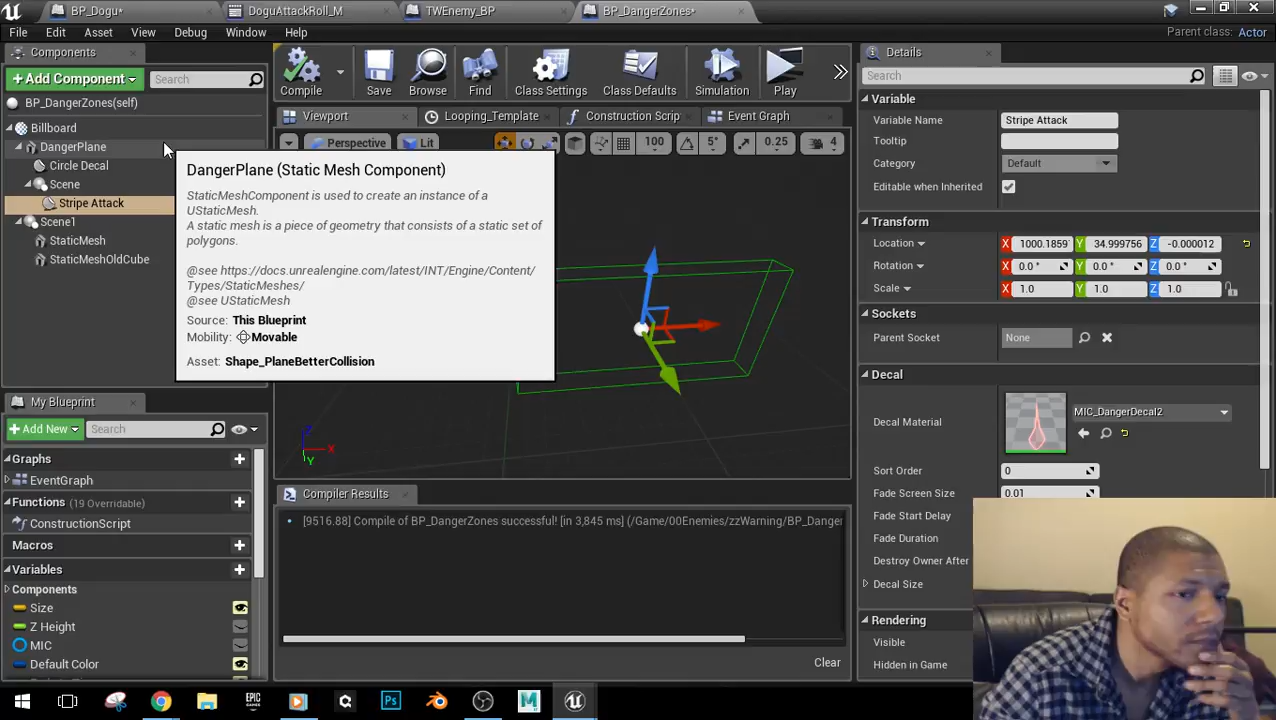 BP_Dogu*
DoguAttackRoll_M
TWEnemy_BP
BP_DangerZones*
File Edit Asset View Debug Window Help
Parent class: Actor
Components
Details
+Add Component
Search
Compile Save Browse Find Class Settings Class Defaults Simulation Play
Search
BP_DangerZones(self)
Variable
Viewport Looping_Template Construction Scrip Event Graph
Variable Name Stripe Attack
Billboard
Tooltip
DangerPlane
Perspective Lit 100 5° 0.25 4
Category Default
Circle Decal
Editable when Inherited
Scene
Stripe Attack
Scene1
StaticMesh
StaticMeshOldCube
DangerPlane (Static Mesh Component)
StaticMeshComponent is used to create an instance of a
UStaticMesh.
A static mesh is a piece of geometry that consists of a static set of
polygons.
@see https://docs.unrealengine.com/latest/INT/Engine/Content/
Types/StaticMeshes/
@see UStaticMesh
Source: This Blueprint
Mobility: Movable
Asset: Shape_PlaneBetterCollision
Transform
Location X 1000.1859 Y 34.999756 Z -0.000012
Rotation X 0.0 ° Y 0.0 ° Z 0.0 °
Scale X 1.0 Y 1.0 Z 1.0
Sockets
Parent Socket None
Decal
Decal Material MIC_DangerDecal2
Sort Order 0
Fade Screen Size 0.01
Fade Start Delay
Fade Duration
Destroy Owner After
Decal Size
Rendering
Visible
Hidden in Game
Z
X
Y
My Blueprint
+Add New
Search
Graphs
EventGraph
Functions (19 Overridable)
ConstructionScript
Macros
Variables
Components
Size
Z Height
MIC
Default Color
Compiler Results
[9516.88] Compile of BP_DangerZones successful! [in 3,845 ms] (/Game/00Enemies/zzWarning/BP_Danger
Clear
EPIC
GAMES
Ps
M